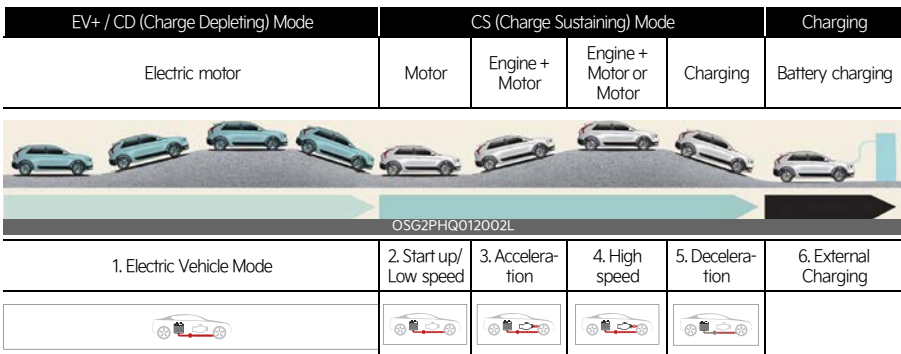 EV+ / CD (Charge Depleting) Mode
CS (Charge Sustaining) Mode
Charging
Electric motor
Motor
Engine +
Motor
Engine +
Motor or
Motor
Charging
Battery charging
OSG2PHQ012002L
1. Electric Vehicle Mode
2. Start up/
Low speed
3. Accelera-
tion
4. High
speed
5. Decelera-
tion
6. External
Charging